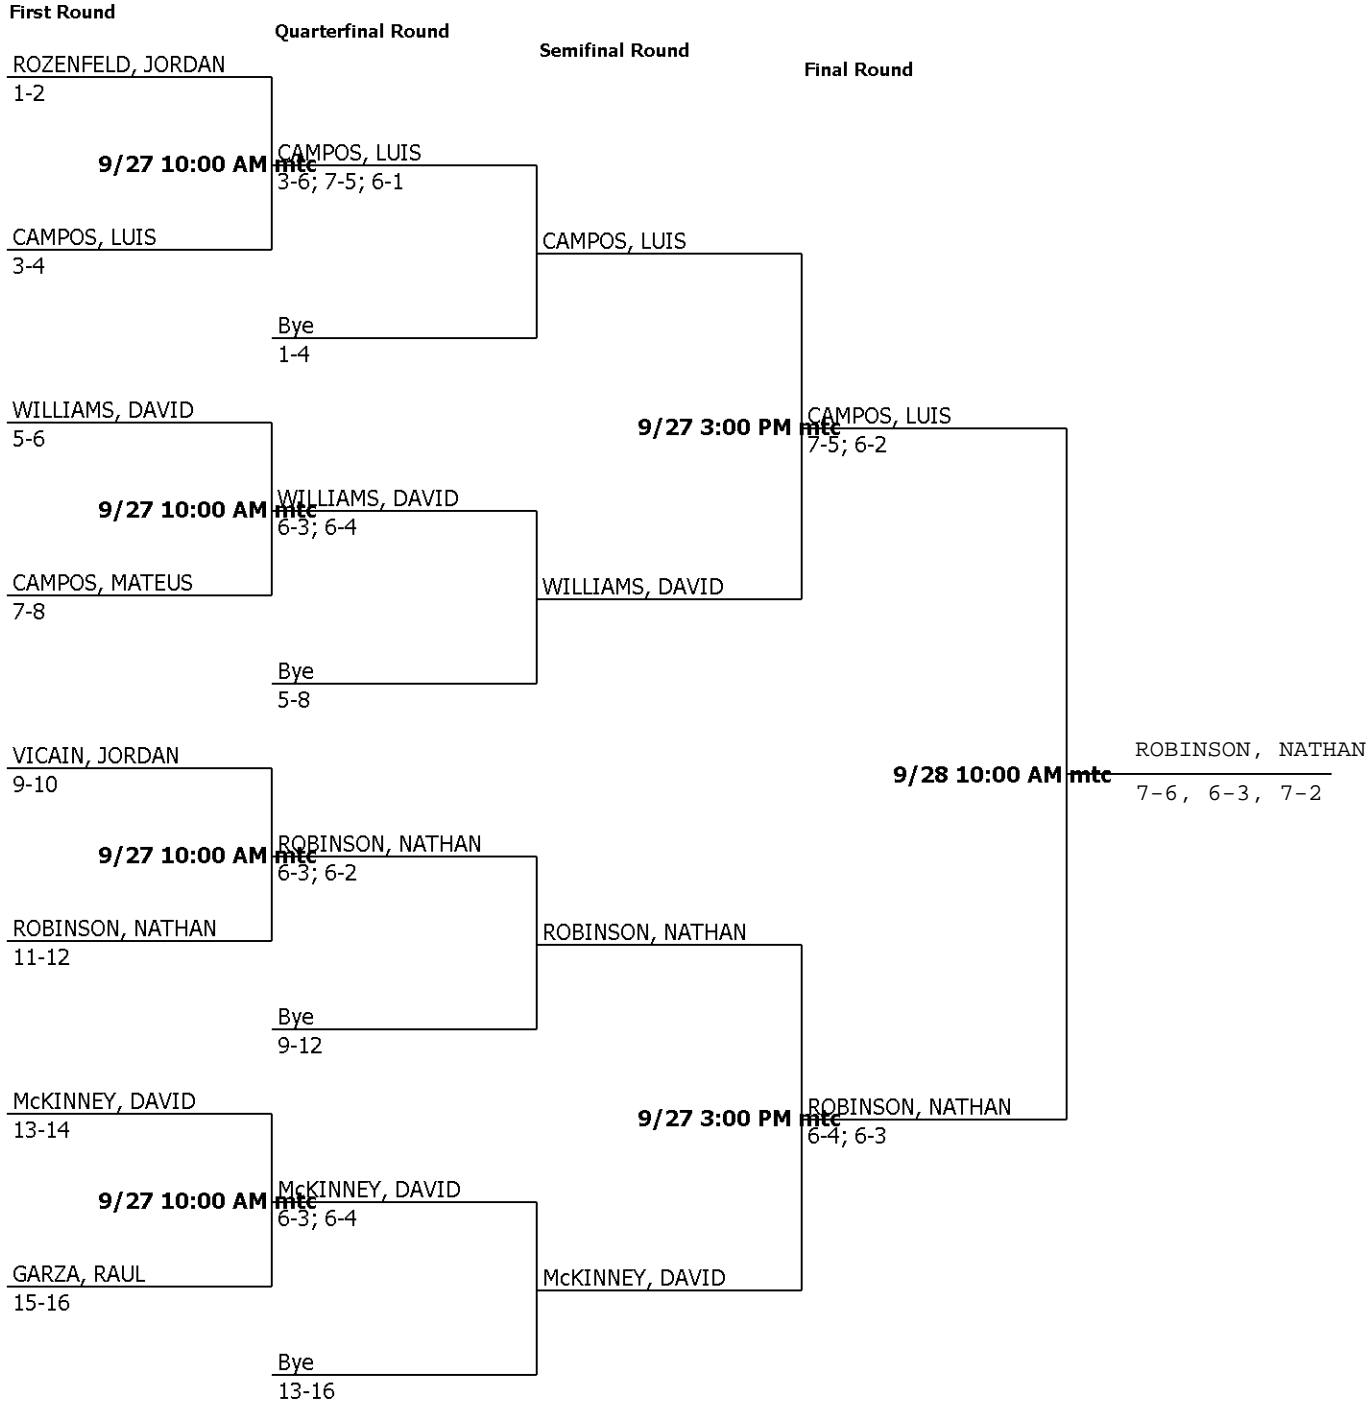 First Round
Quarterfinal Round
Semifinal Round
Final Round
ROZENFELD, JORDAN
1-2
9/27 10:00 AM mtc
CAMPOS, LUIS
3-6; 7-5; 6-1
CAMPOS, LUIS
3-4
CAMPOS, LUIS
Bye
1-4
WILLIAMS, DAVID
5-6
9/27 3:00 PM mtc
CAMPOS, LUIS
7-5; 6-2
9/27 10:00 AM mtc
WILLIAMS, DAVID
6-3; 6-4
CAMPOS, MATEUS
7-8
WILLIAMS, DAVID
Bye
5-8
VICAIN, JORDAN
9-10
9/28 10:00 AM mtc
ROBINSON, NATHAN
7-6, 6-3, 7-2
9/27 10:00 AM mtc
ROBINSON, NATHAN
6-3; 6-2
ROBINSON, NATHAN
11-12
ROBINSON, NATHAN
Bye
9-12
McKINNEY, DAVID
13-14
9/27 3:00 PM mtc
ROBINSON, NATHAN
6-4; 6-3
9/27 10:00 AM mtc
McKINNEY, DAVID
6-3; 6-4
GARZA, RAUL
15-16
McKINNEY, DAVID
Bye
13-16